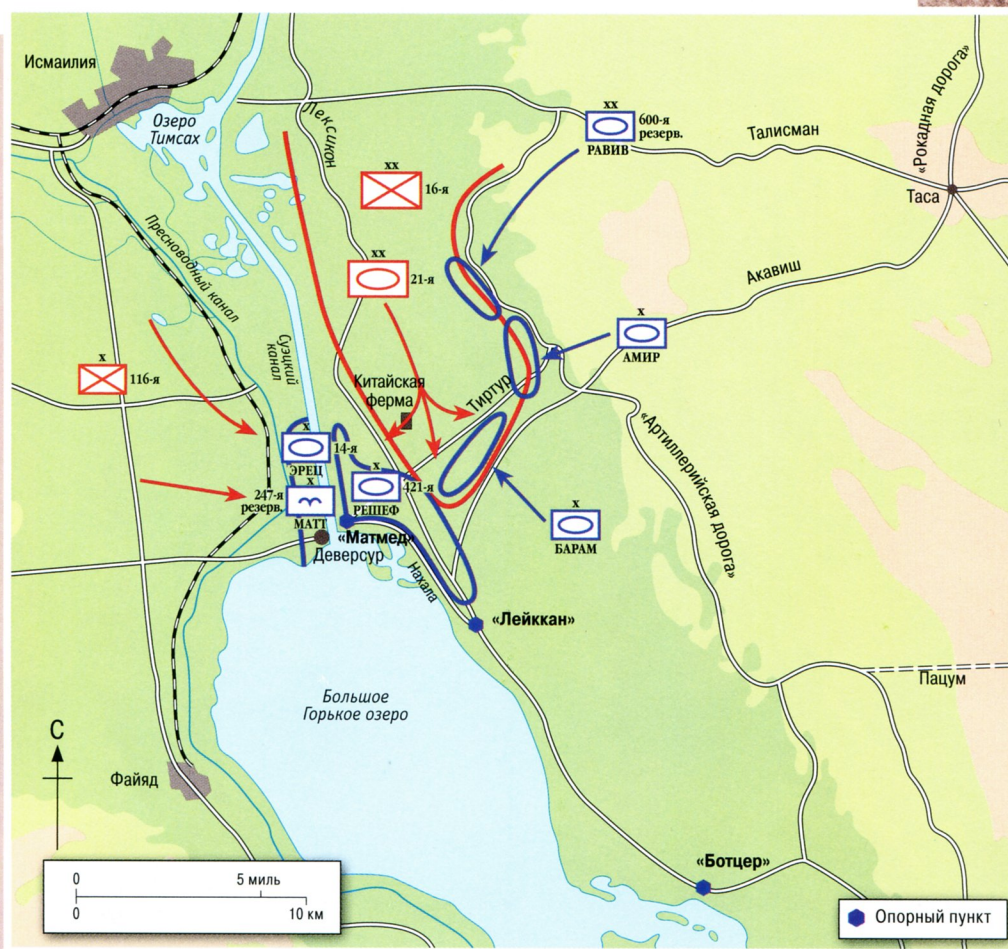 Исмаилия
Озеро
Тимсах
Лексикон
xx
16-я
xx
600-я
резерв.
РАВИВ
Талисман
«Рокадная дорога»
Таса
Акавиш
xx
21-я
Пресноводный канал
Суэцкий
канал
x
116-я
Китайская
ферма
Тиртур
x
АМИР
«Артиллерийская дорога»
x
14-я
ЭРЕЦ
x
247-я
резерв.
МАТТ
x
421-я
РЕШЕФ
x
БАРАМ
«Матмед»
Деверсур
Нахала
«Лейккан»
Пацум
Большое
Горькое озеро
С
Файяд
«Ботцер»
0 5 миль
0 10 км
Опорный пункт